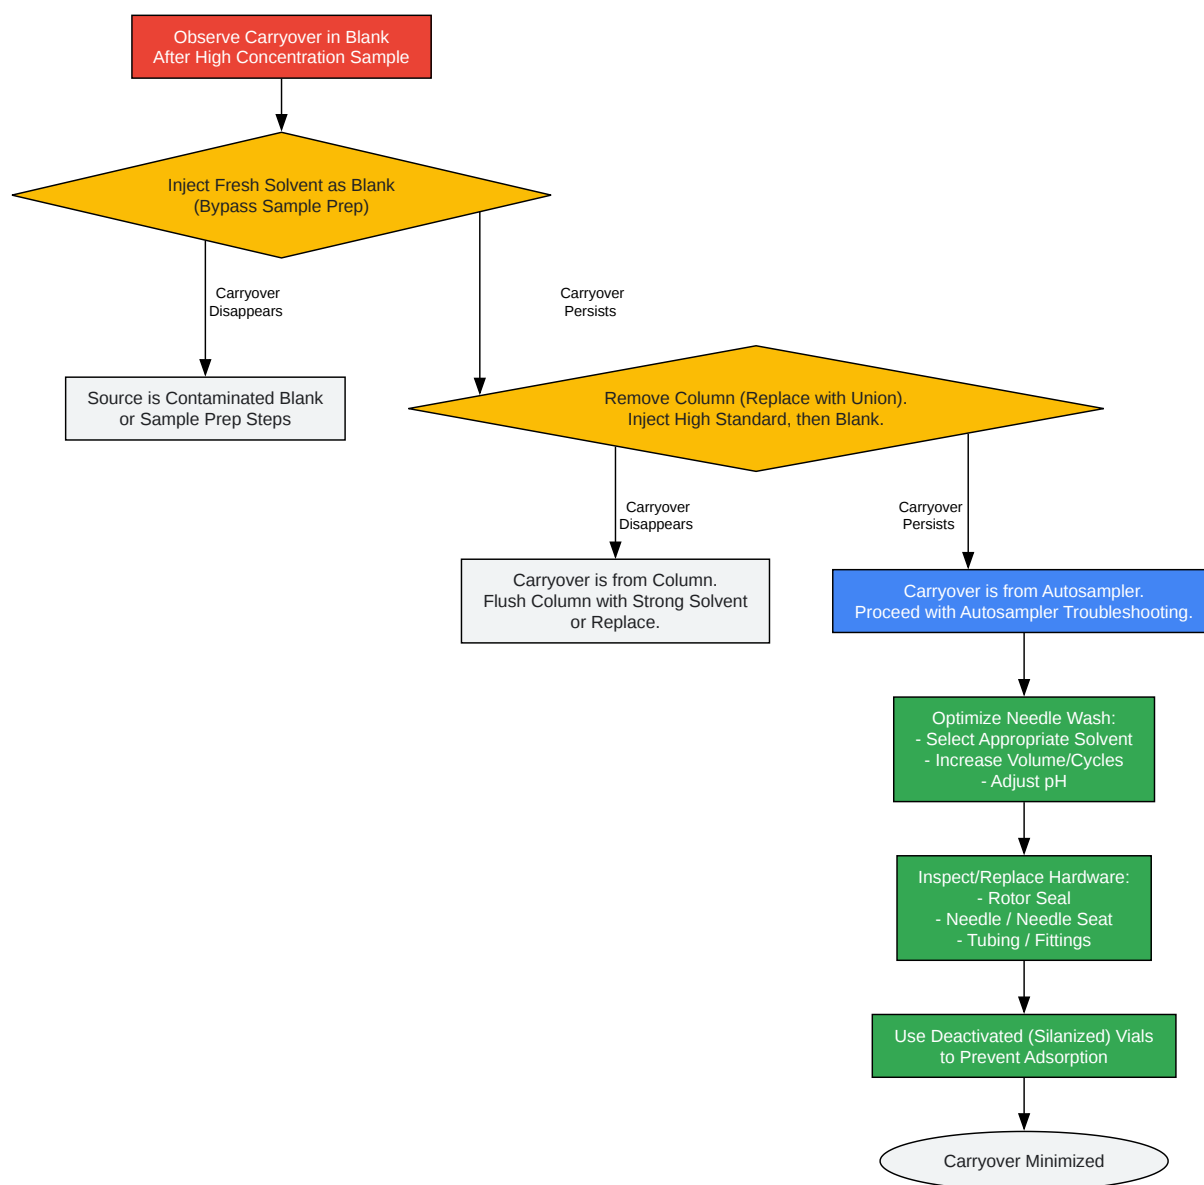 Observe Carryover in Blank
After High Concentration Sample
Inject Fresh Solvent as Blank
(Bypass Sample Prep)
Carryover
Disappears
Carryover
Persists
Source is Contaminated Blank
or Sample Prep Steps
Remove Column (Replace with Union).
Inject High Standard, then Blank.
Carryover
Disappears
Carryover
Persists
Carryover is from Column.
Flush Column with Strong Solvent
or Replace.
Carryover is from Autosampler.
Proceed with Autosampler Troubleshooting.
Optimize Needle Wash:
- Select Appropriate Solvent
- Increase Volume/Cycles
- Adjust pH
Inspect/Replace Hardware:
- Rotor Seal
- Needle / Needle Seat
- Tubing / Fittings
Use Deactivated (Silanized) Vials
to Prevent Adsorption
Carryover Minimized